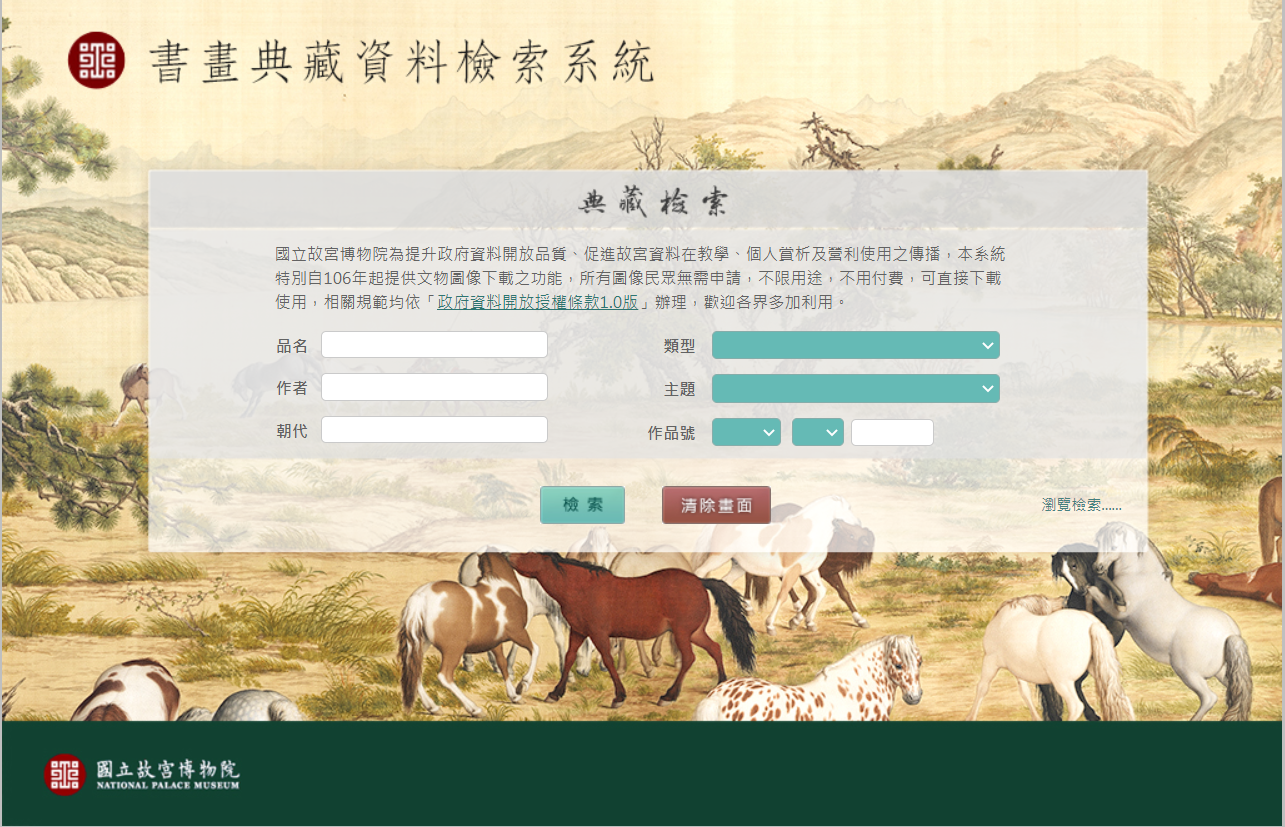 書畫典藏資料檢索系統
典藏檢索
國立故宮博物院為提升政府資料開放品質、促進故宮資料在教學、個人賞析及營利使用之傳播，本系統
特別自106年起提供文物圖像下載之功能，所有圖像民眾無需申請，不限用途，不用付費，可直接下載
使用，相關規範均依「政府資料開放授權條款1.0版」辦理，歡迎各界多加利用。
品名
類型
作者
主題
朝代
作品號
檢索
清除畫面
瀏覽檢索......
國立故宮博物院
NATIONAL PALACE MUSEUM